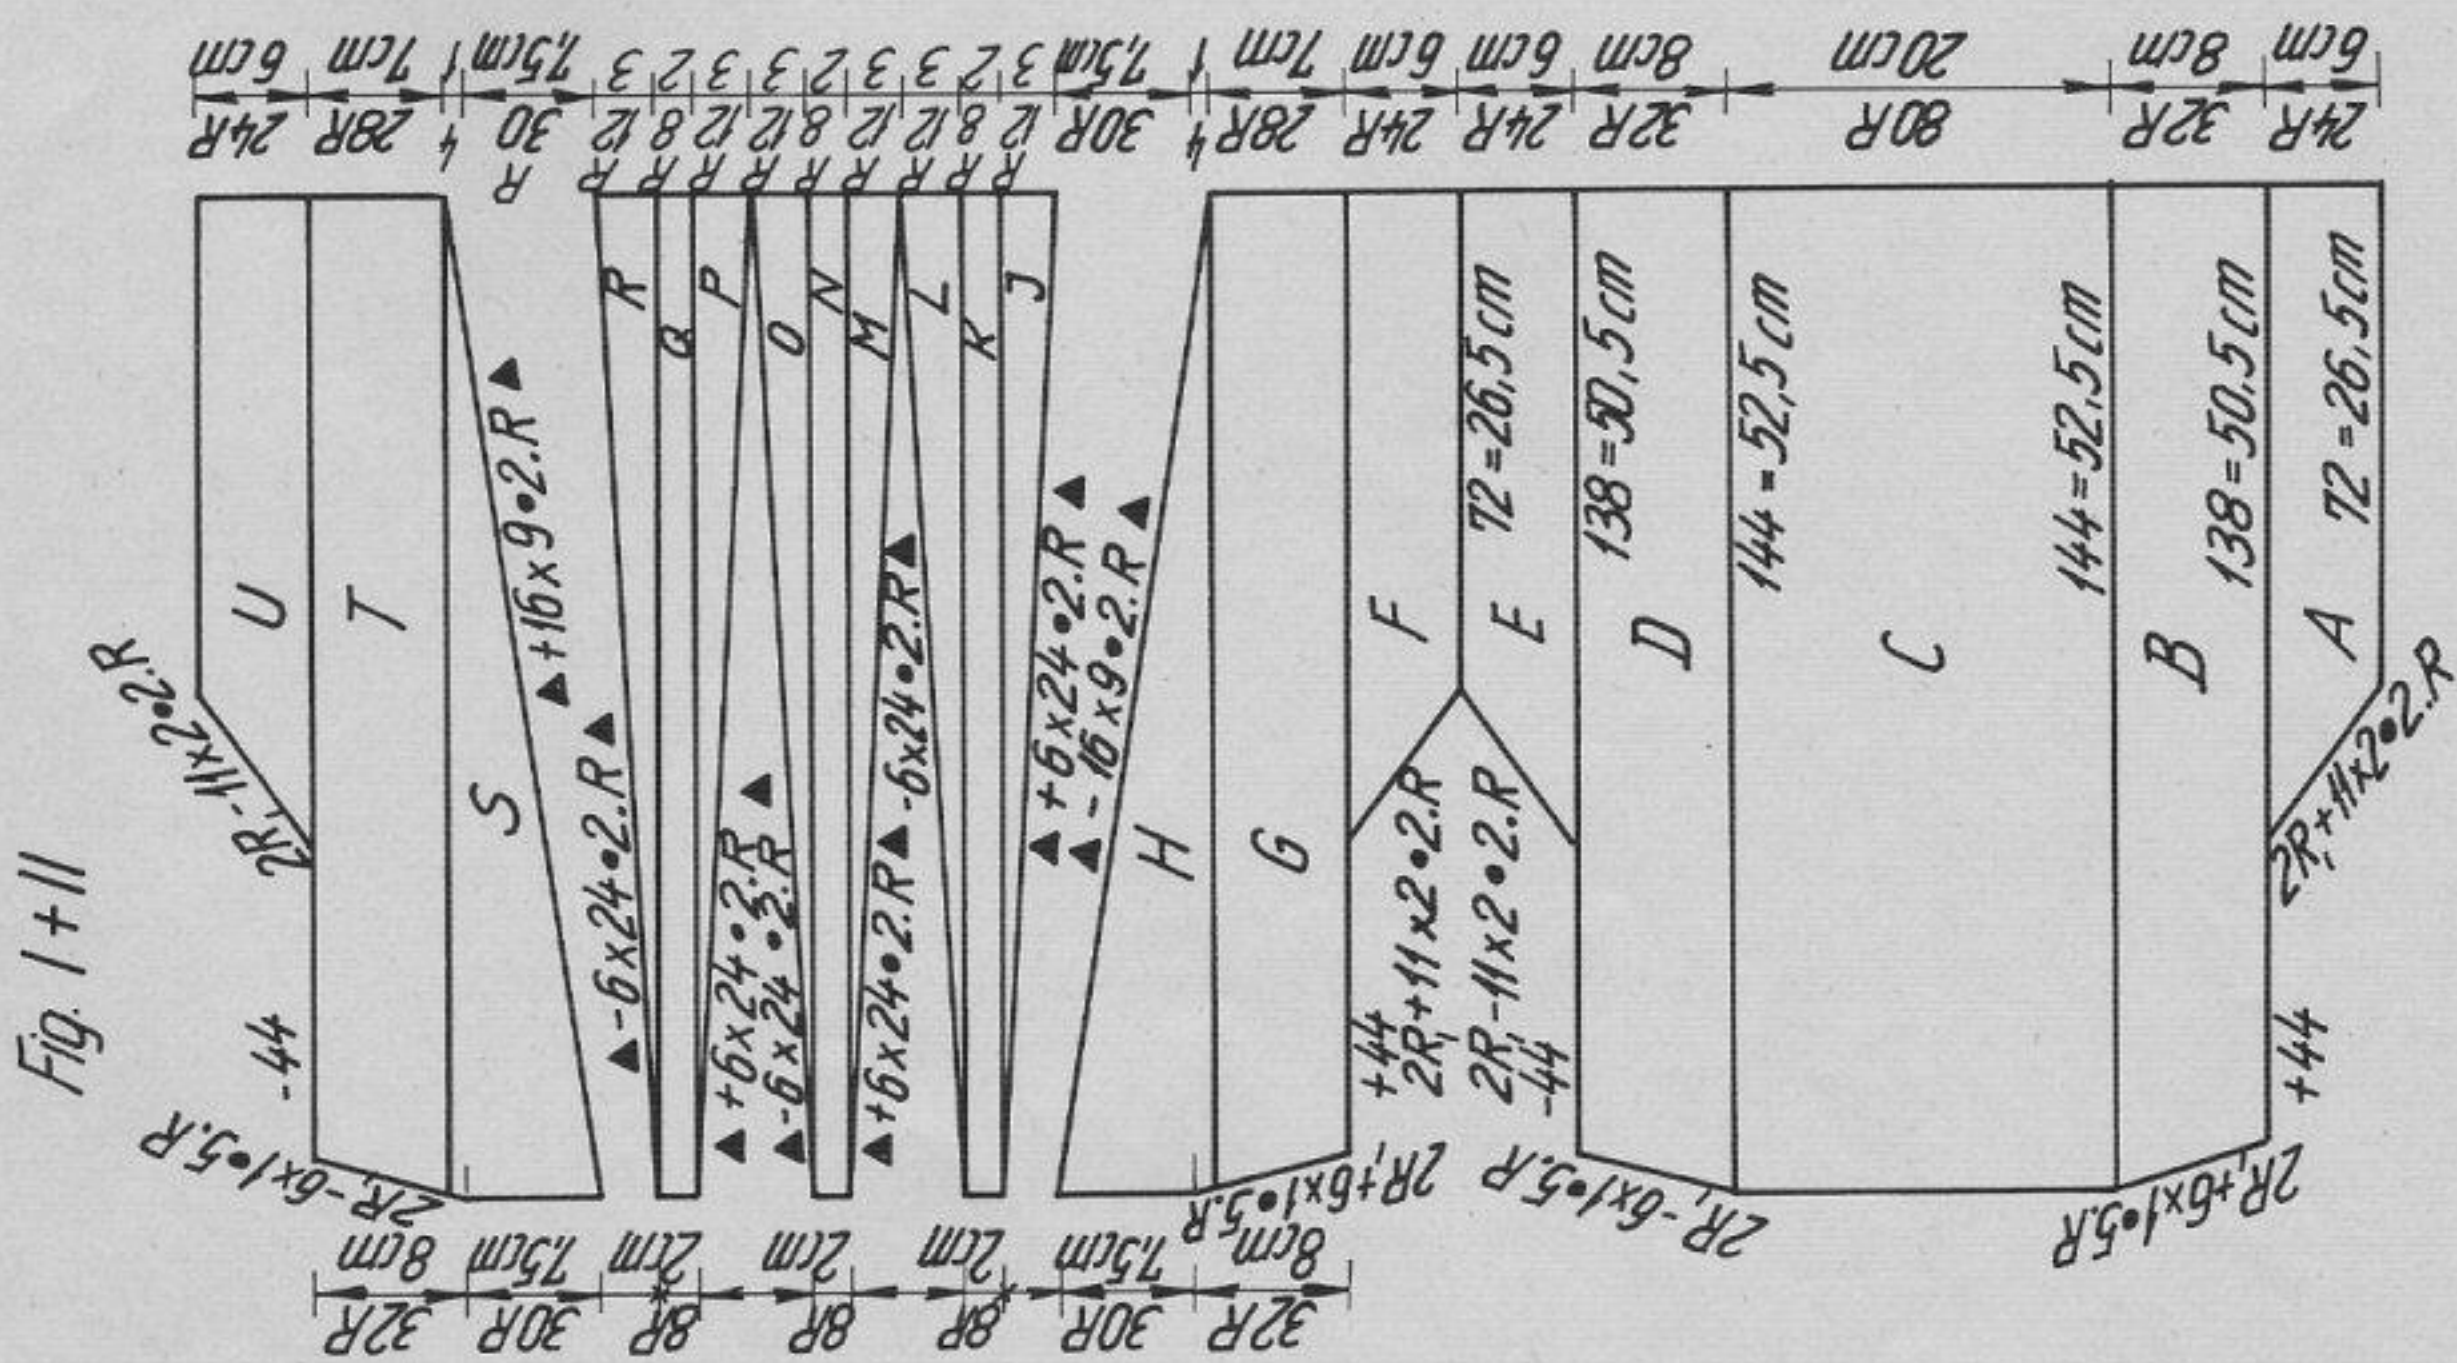 Fig. I+II
6cm 7cm 1 7,5cm 3 2 3 3 2 3 3 2 3 7,5cm 1 7cm 6cm 6cm 8cm 20cm 8cm 6cm
24R 28R 4 30 12 8 12 12 8 12 12 8 12 30R 4 28R 24R 24R 32R 80R 32R 24R
R R R R R R R R R R
U
T
S
R
Q
P
O
N
M
L
K
J
H
G
F
E
D
C
B
A
2R, -11x2•2.R
-44
2R, -6x1•5.R
▲+16x9•2.R▲
▲-6x24•2.R▲
▲+6x24•2.R
▲-6x24•2.R▲
▲+6x24•2.R▲
-6x24•2.R▲
▲+6x24•2.R▲
▲-16x9•2.R▲
+44
2R,+11x2•2.R
2R,-11x2•2.R
-44
72=26,5cm
138=50,5cm
144=52,5cm
144=52,5cm
138=50,5cm
72=26,5cm
2R,+11x2•2.R
+44
2R,+6x1•5.R
2R,-6x1•5.R
2R,+6x1•5.R
8cm 7,5cm 2cm 2cm 2cm 7,5cm 8cm
32R 30R 8R 8R 8R 30R 32R